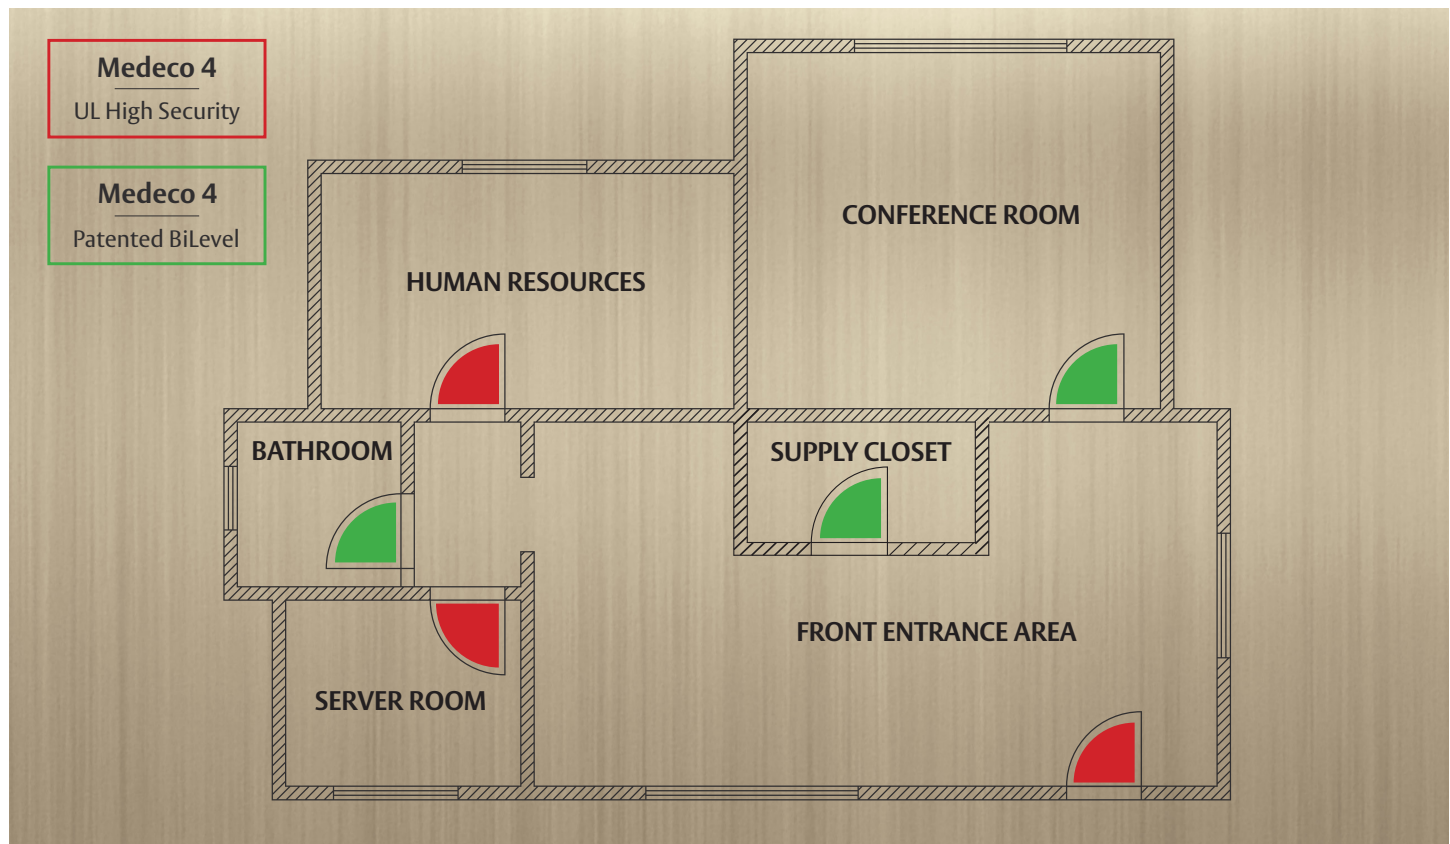 Medeco 4
UL High Security
Medeco 4
Patented BiLevel
CONFERENCE ROOM
HUMAN RESOURCES
BATHROOM
SUPPLY CLOSET
FRONT ENTRANCE AREA
SERVER ROOM